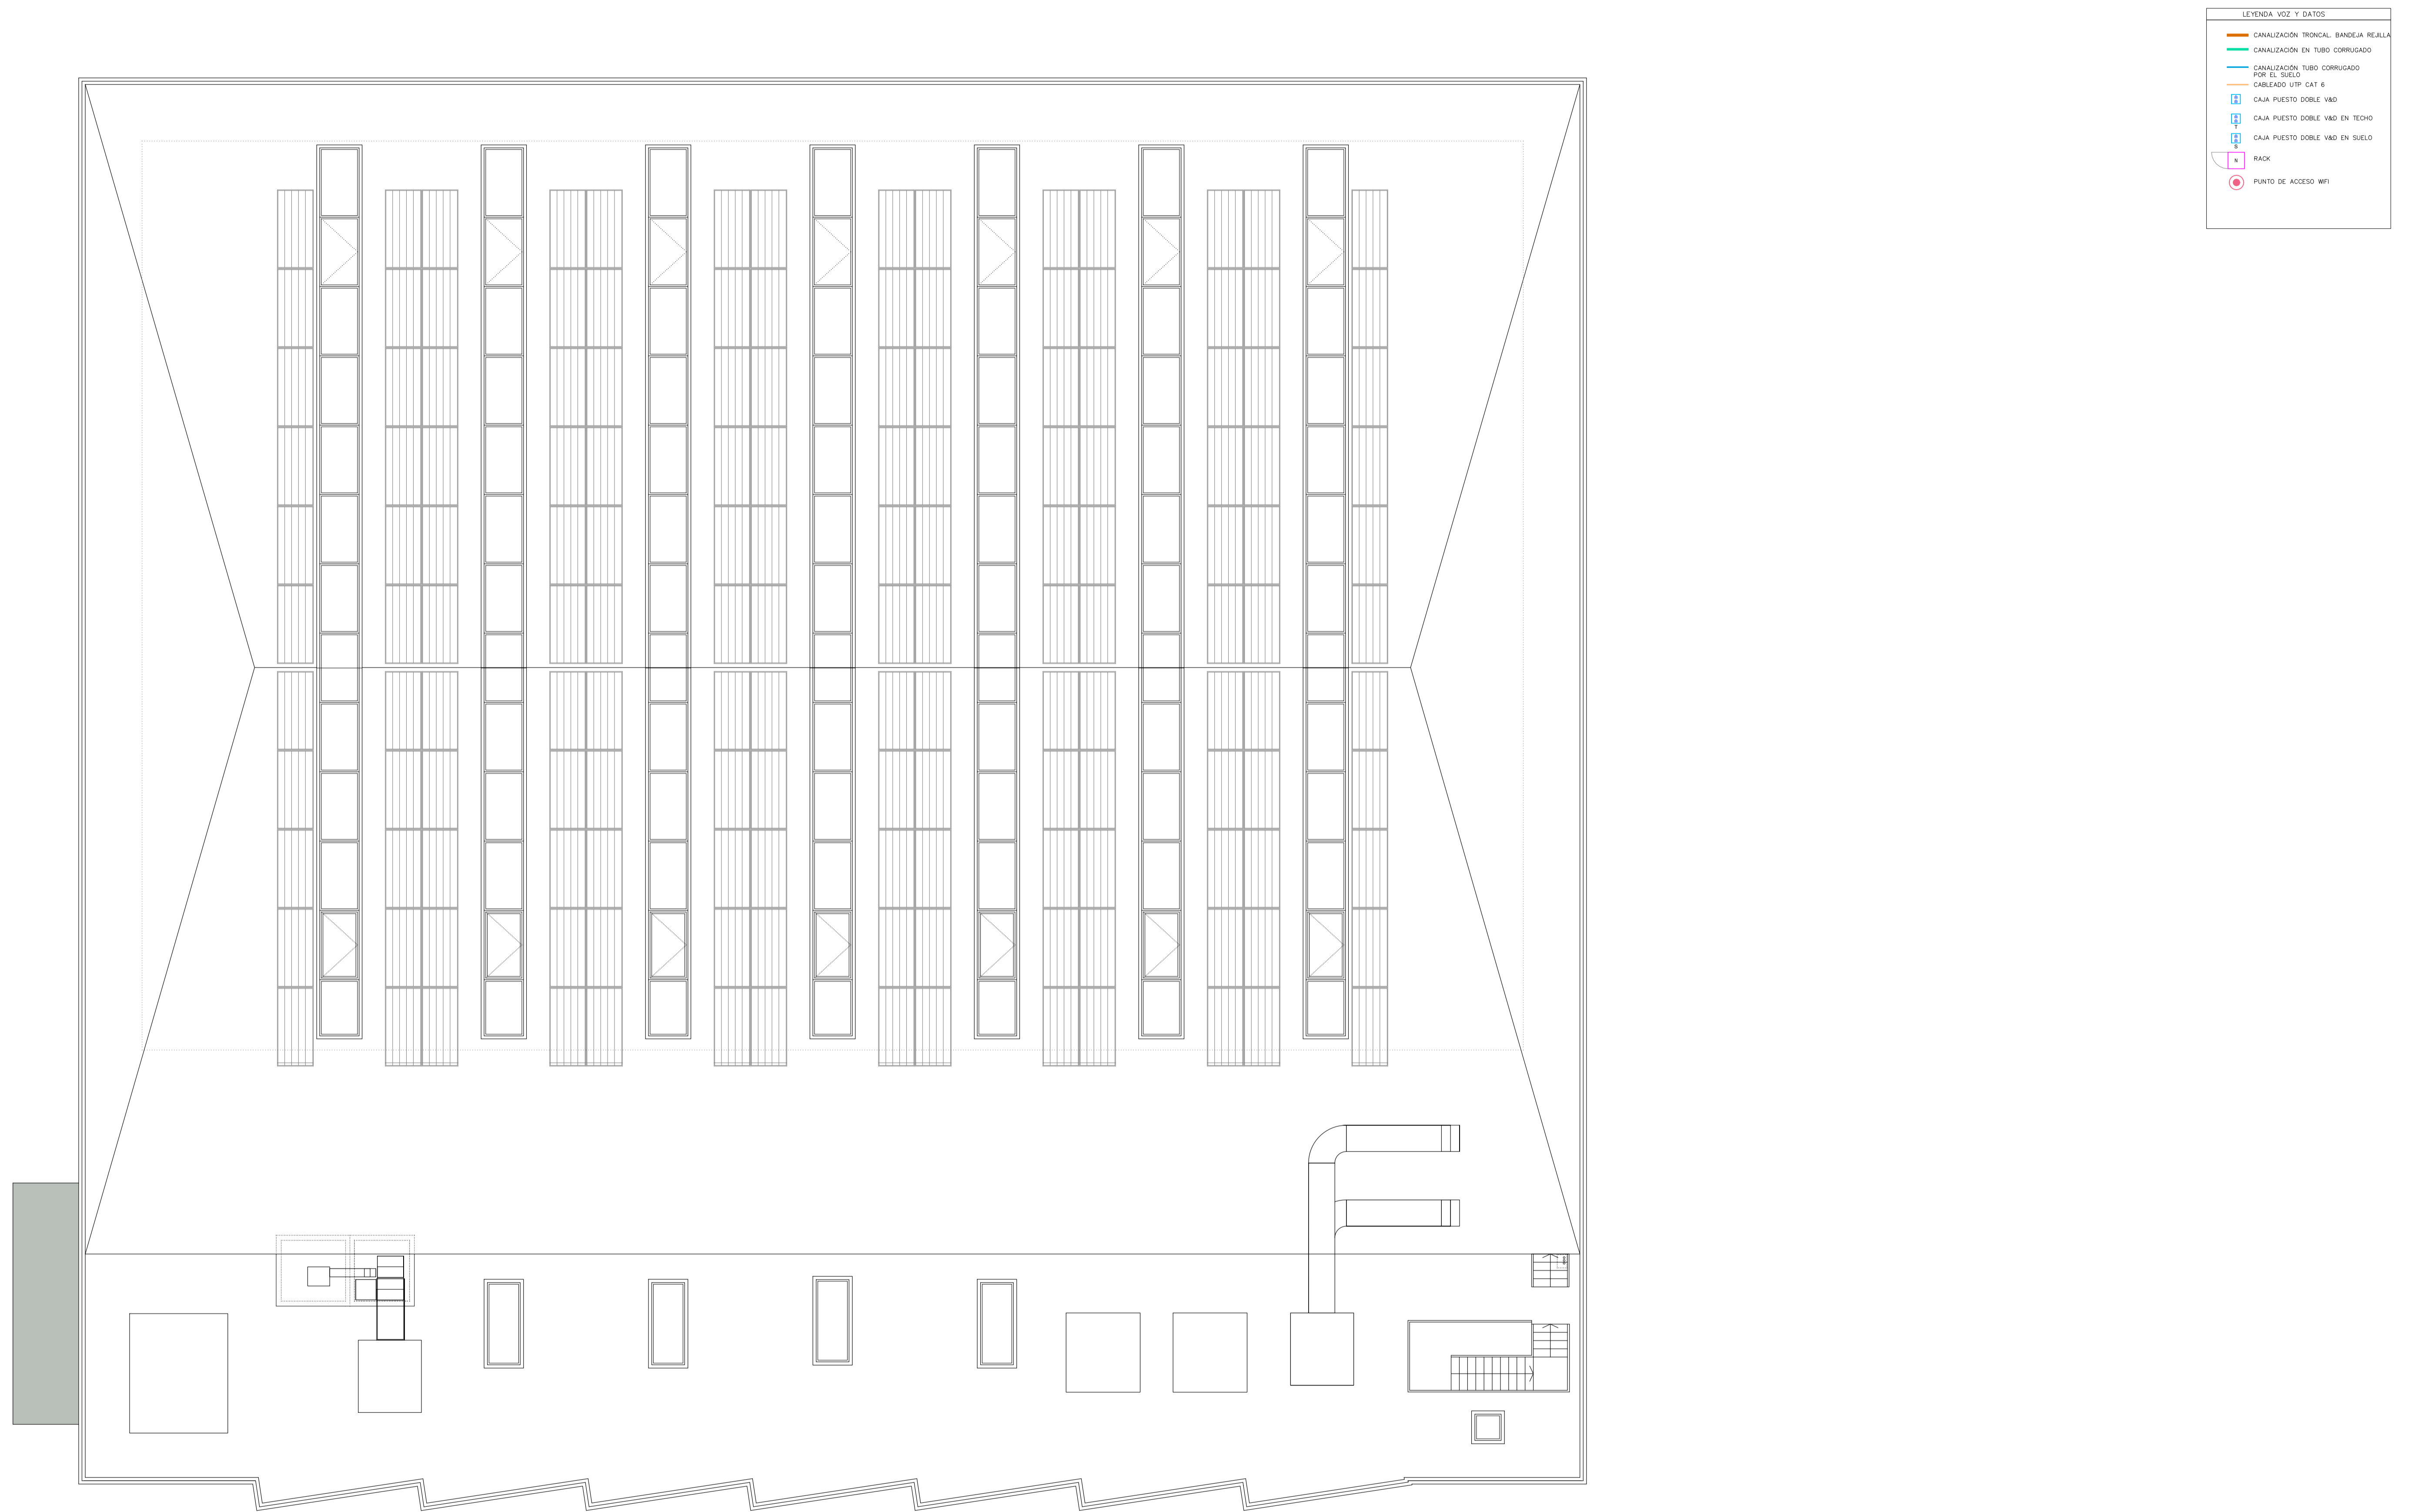 LEYENDA VOZ Y DATOS
CANALIZACIÓN TRONCAL. BANDEJA REJILLA
CANALIZACIÓN EN TUBO CORRUGADO
CANALIZACIÓN TUBO CORRUGADO
POR EL SUELO
CABLEADO UTP CAT 6
CAJA PUESTO DOBLE V&D
CAJA PUESTO DOBLE V&D EN TECHO
T
CAJA PUESTO DOBLE V&D EN SUELO
S
N RACK
PUNTO DE ACCESO WIFI